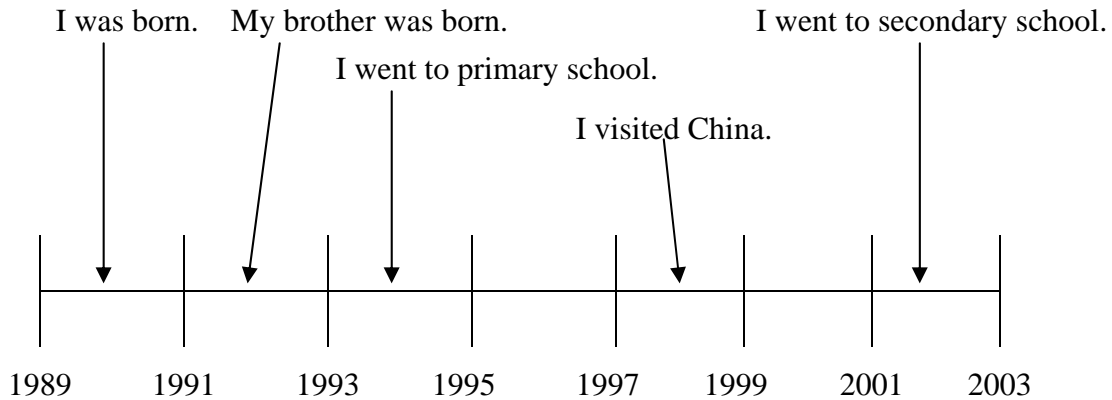 I was born. My brother was born. I went to secondary school.
I went to primary school.
I visited China.
1989 1991 1993 1995 1997 1999 2001 2003